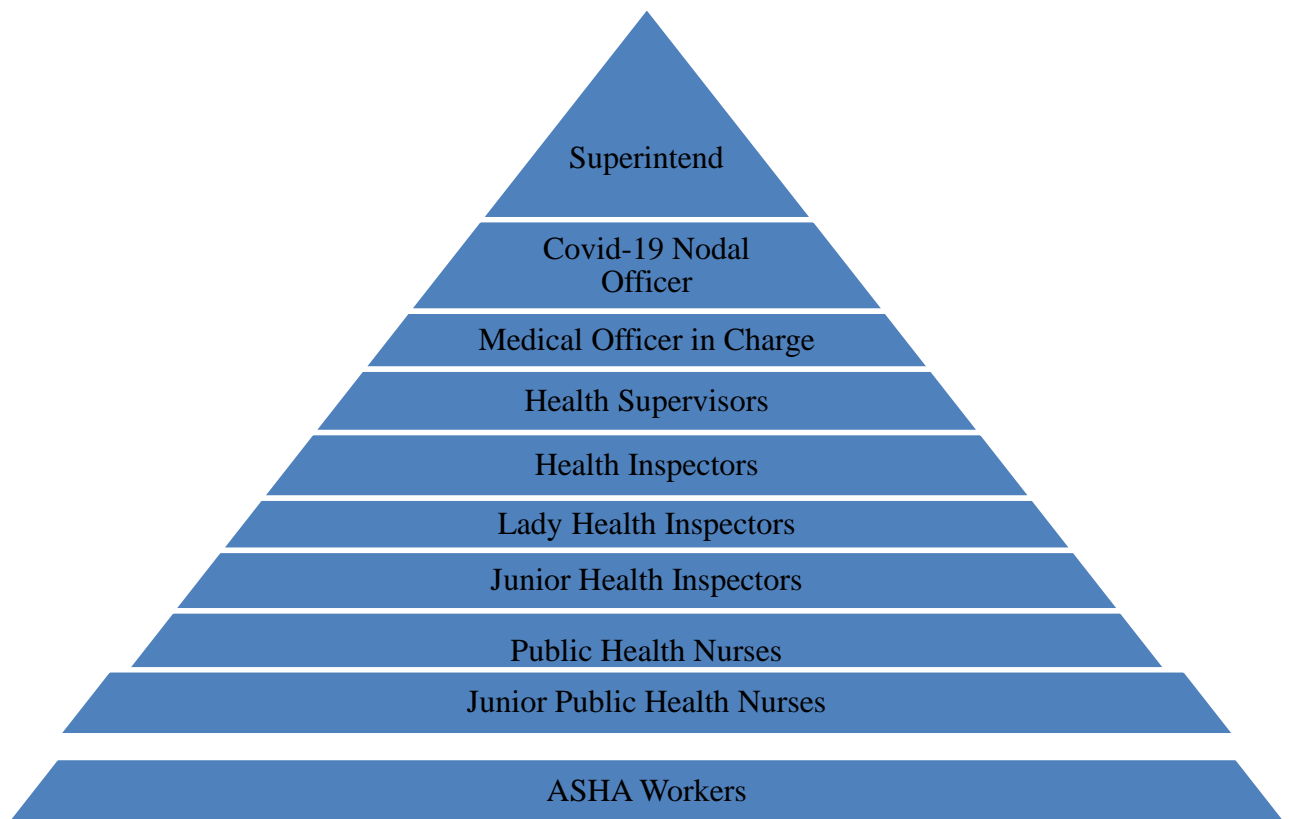 Superintend
Covid-19 Nodal
Officer
Medical Officer in Charge
Health Supervisors
Health Inspectors
Lady Health Inspectors
Junior Health Inspectors
Public Health Nurses
Junior Public Health Nurses
ASHA Workers